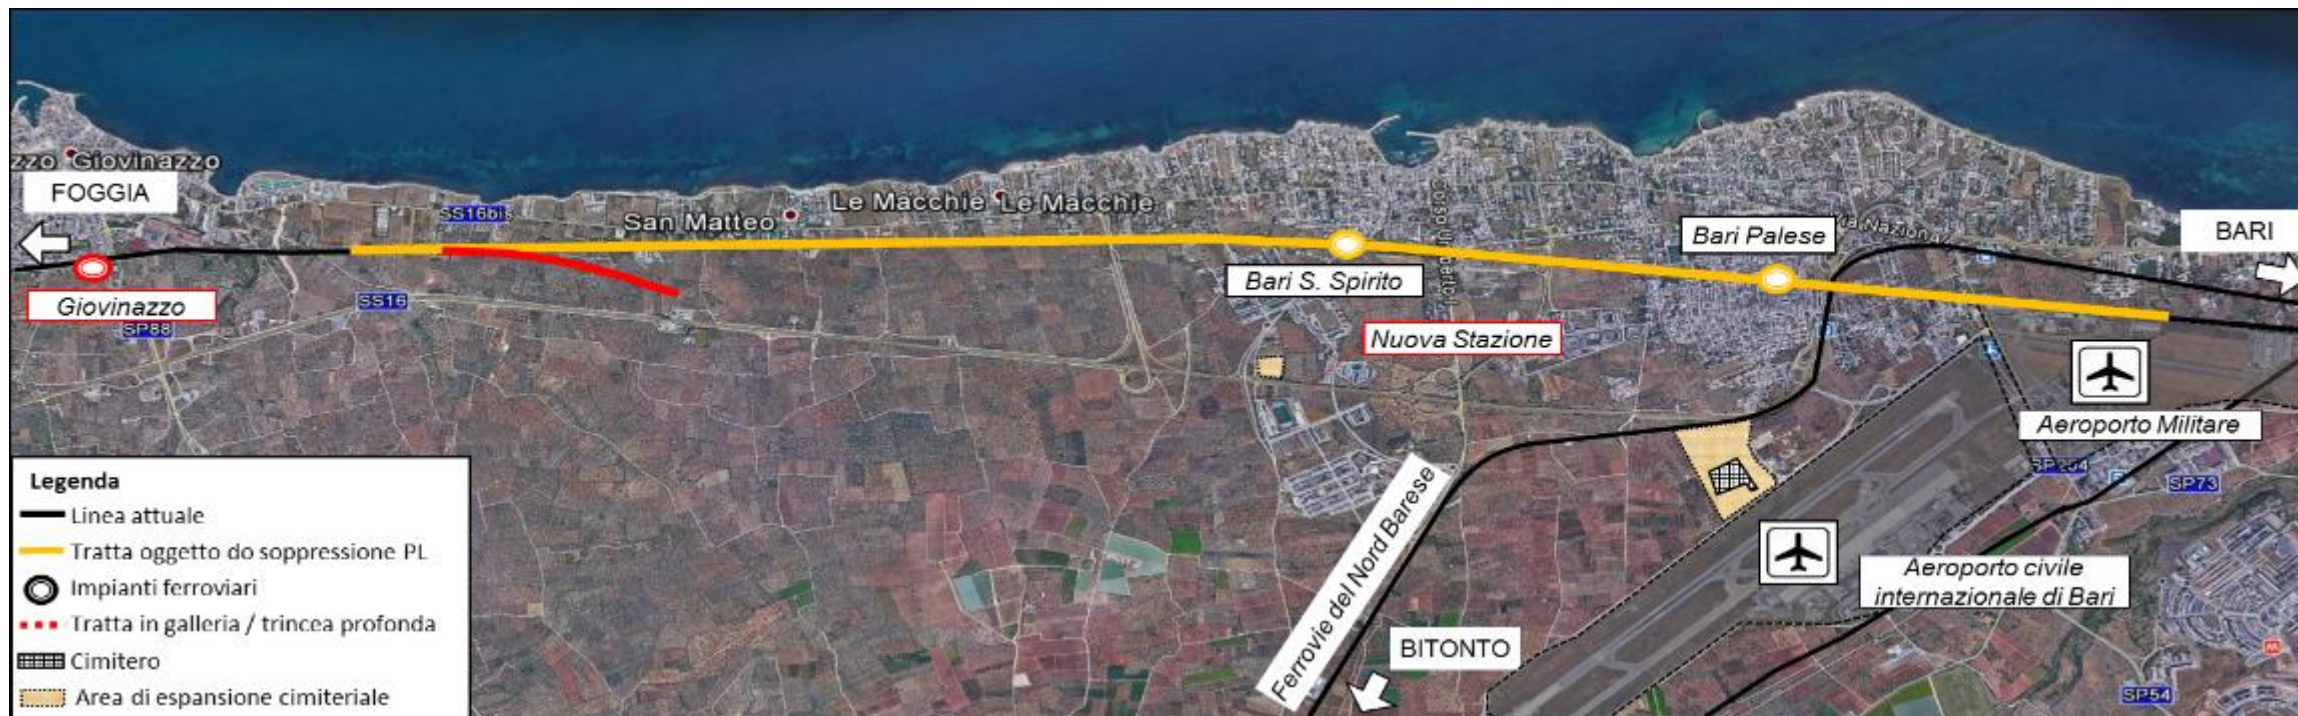 zzo Giovinazzo
FOGGIA
Giovinazzo
SP88
SS16
SS16bis
San Matteo
Le Macchie Le Macchie
Bari S. Spirito
Corso Umberto I
Nuova Stazione
Bari Palese
ia Naziona
BARI
Aeroporto Militare
SP204
SP73
Aeroporto civile
internazionale di Bari
Ferrovie del Nord Barese
BITONTO
SP54
M
Legenda
Linea attuale
Tratta oggetto do soppressione PL
Impianti ferroviari
Tratta in galleria / trincea profonda
Cimitero
Area di espansione cimiteriale